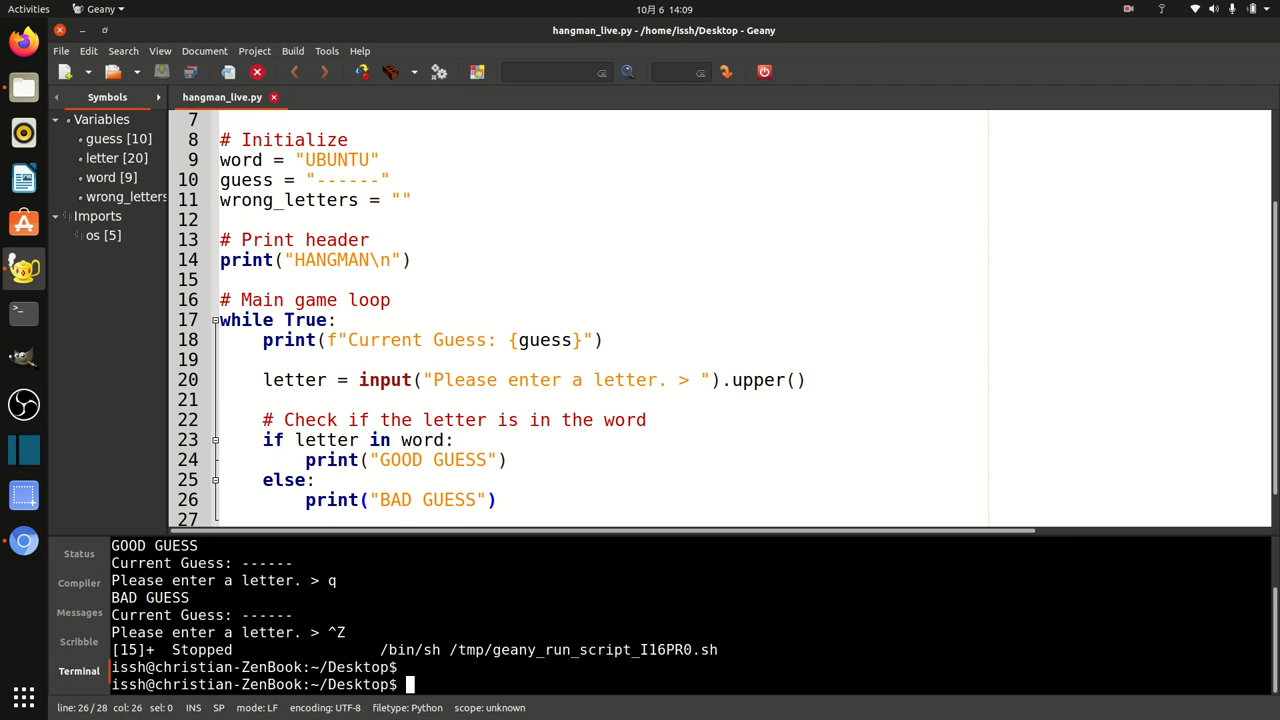 Activities
Geany
10月 6 14:09
hangman_live.py - /home/issh/Desktop - Geany
File Edit Search View Document Project Build Tools Help
Symbols
hangman_live.py
Variables
guess [10]
letter [20]
word [9]
wrong_letters
Imports
os [5]
7
8 # Initialize
9 word = "UBUNTU"
10 guess = "------"
11 wrong_letters = ""
12
13 # Print header
14 print("HANGMAN\n")
15
16 # Main game loop
17 while True:
18 print(f"Current Guess: {guess}")
19
20 letter = input("Please enter a letter. > ").upper()
21
22 # Check if the letter is in the word
23 if letter in word:
24 print("GOOD GUESS")
25 else:
26 print("BAD GUESS")
27
Status
Compiler
Messages
Scribble
Terminal
GOOD GUESS
Current Guess: ------
Please enter a letter. > q
BAD GUESS
Current Guess: ------
Please enter a letter. > ^Z
[15]+  Stopped                 /bin/sh /tmp/geany_run_script_I16PR0.sh
issh@christian-ZenBook:~/Desktop$
issh@christian-ZenBook:~/Desktop$
line: 26 / 28 col: 26 sel: 0 INS SP mode: LF encoding: UTF-8 filetype: Python scope: unknown